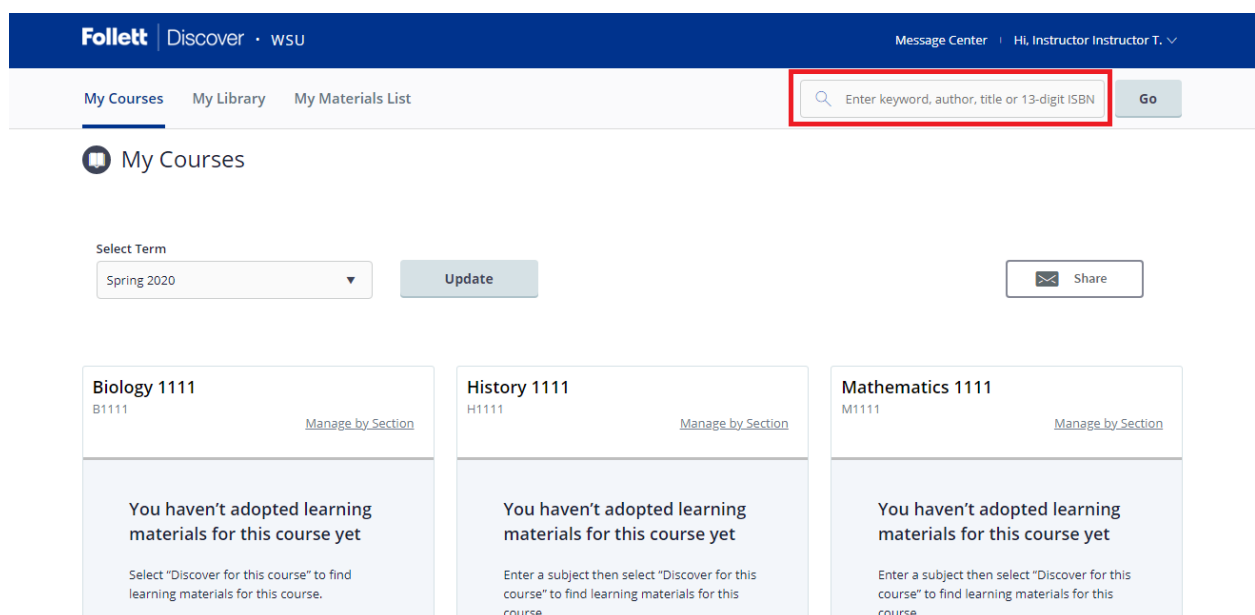 Follett | Discover · WSU
Message Center | Hi, Instructor Instructor T.
My Courses My Library My Materials List
Enter keyword, author, title or 13-digit ISBN Go
My Courses
Select Term
Spring 2020 Update Share
Biology 1111
B1111
Manage by Section
You haven't adopted learning
materials for this course yet
Select "Discover for this course" to find
learning materials for this course.
History 1111
H1111
Manage by Section
You haven't adopted learning
materials for this course yet
Enter a subject then select "Discover for this
course" to find learning materials for this
course.
Mathematics 1111
M1111
Manage by Section
You haven't adopted learning
materials for this course yet
Enter a subject then select "Discover for this
course" to find learning materials for this
course.